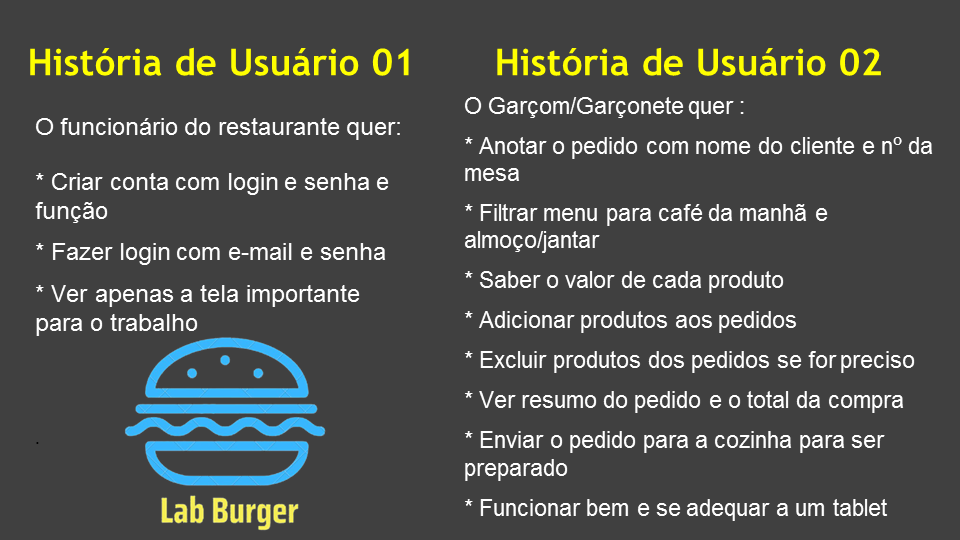 História de Usuário 01
O funcionário do restaurante quer:
* Criar conta com login e senha e
função
* Fazer login com e-mail e senha
* Ver apenas a tela importante
para o trabalho
.
Lab Burger
História de Usuário 02
O Garçom/Garçonete quer :
* Anotar o pedido com nome do cliente e nº da
mesa
* Filtrar menu para café da manhã e
almoço/jantar
* Saber o valor de cada produto
* Adicionar produtos aos pedidos
* Excluir produtos dos pedidos se for preciso
* Ver resumo do pedido e o total da compra
* Enviar o pedido para a cozinha para ser
preparado
* Funcionar bem e se adequar a um tablet